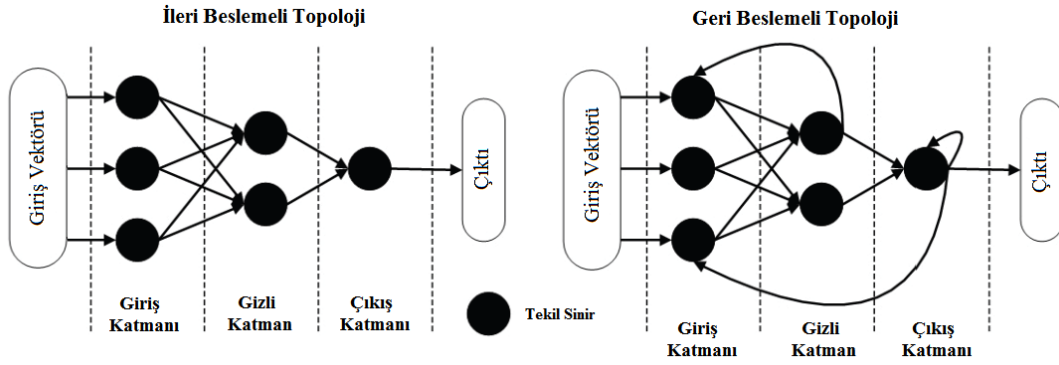 İleri Beslemeli Topoloji
Giriş Vektörü
Çıktı
Giriş
Katmanı
Gizli
Katman
Çıkış
Katmanı
Tekil Sinir
Geri Beslemeli Topoloji
Giriş Vektörü
Çıktı
Giriş
Katmanı
Gizli
Katman
Çıkış
Katmanı